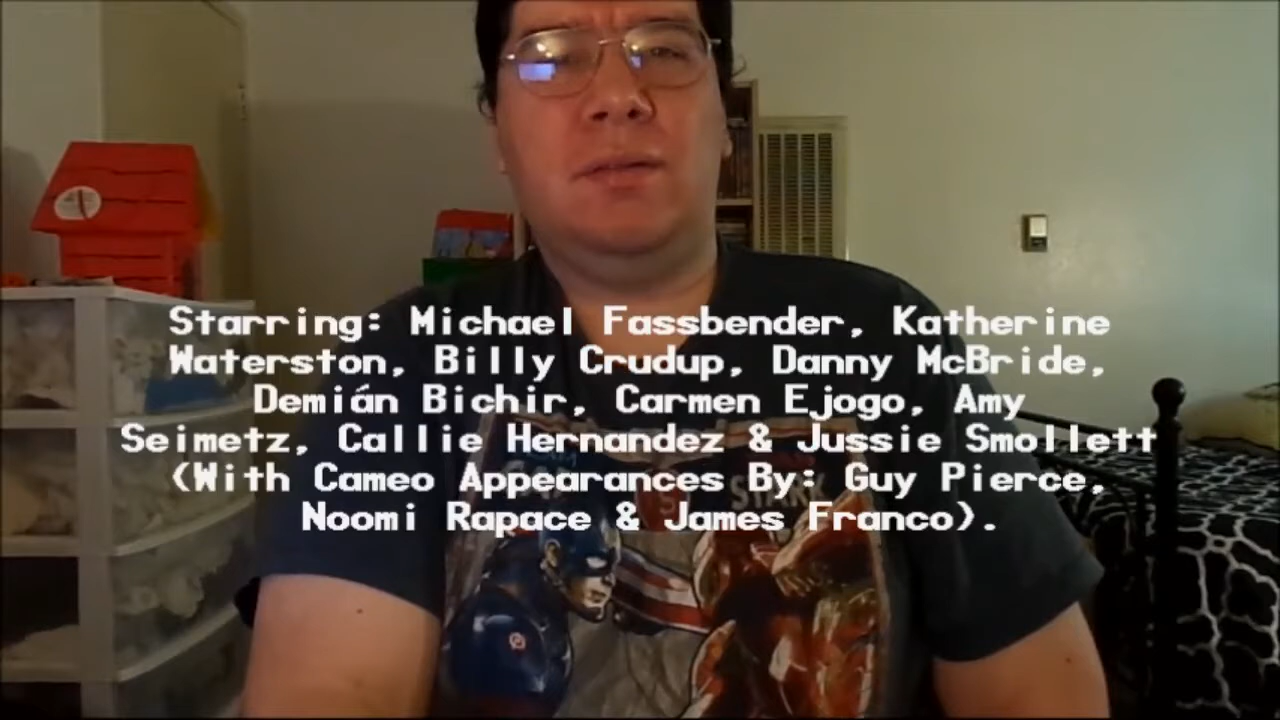 Starring: Michael Fassbender, Katherine
Waterston, Billy Crudup, Danny McBride,
Demián Bichir, Carmen Ejogo, Amy
Seimetz, Callie Hernandez & Jussie Smollett
(With Cameo Appearances By: Guy Pierce,
Noomi Rapace & James Franco).
STARK